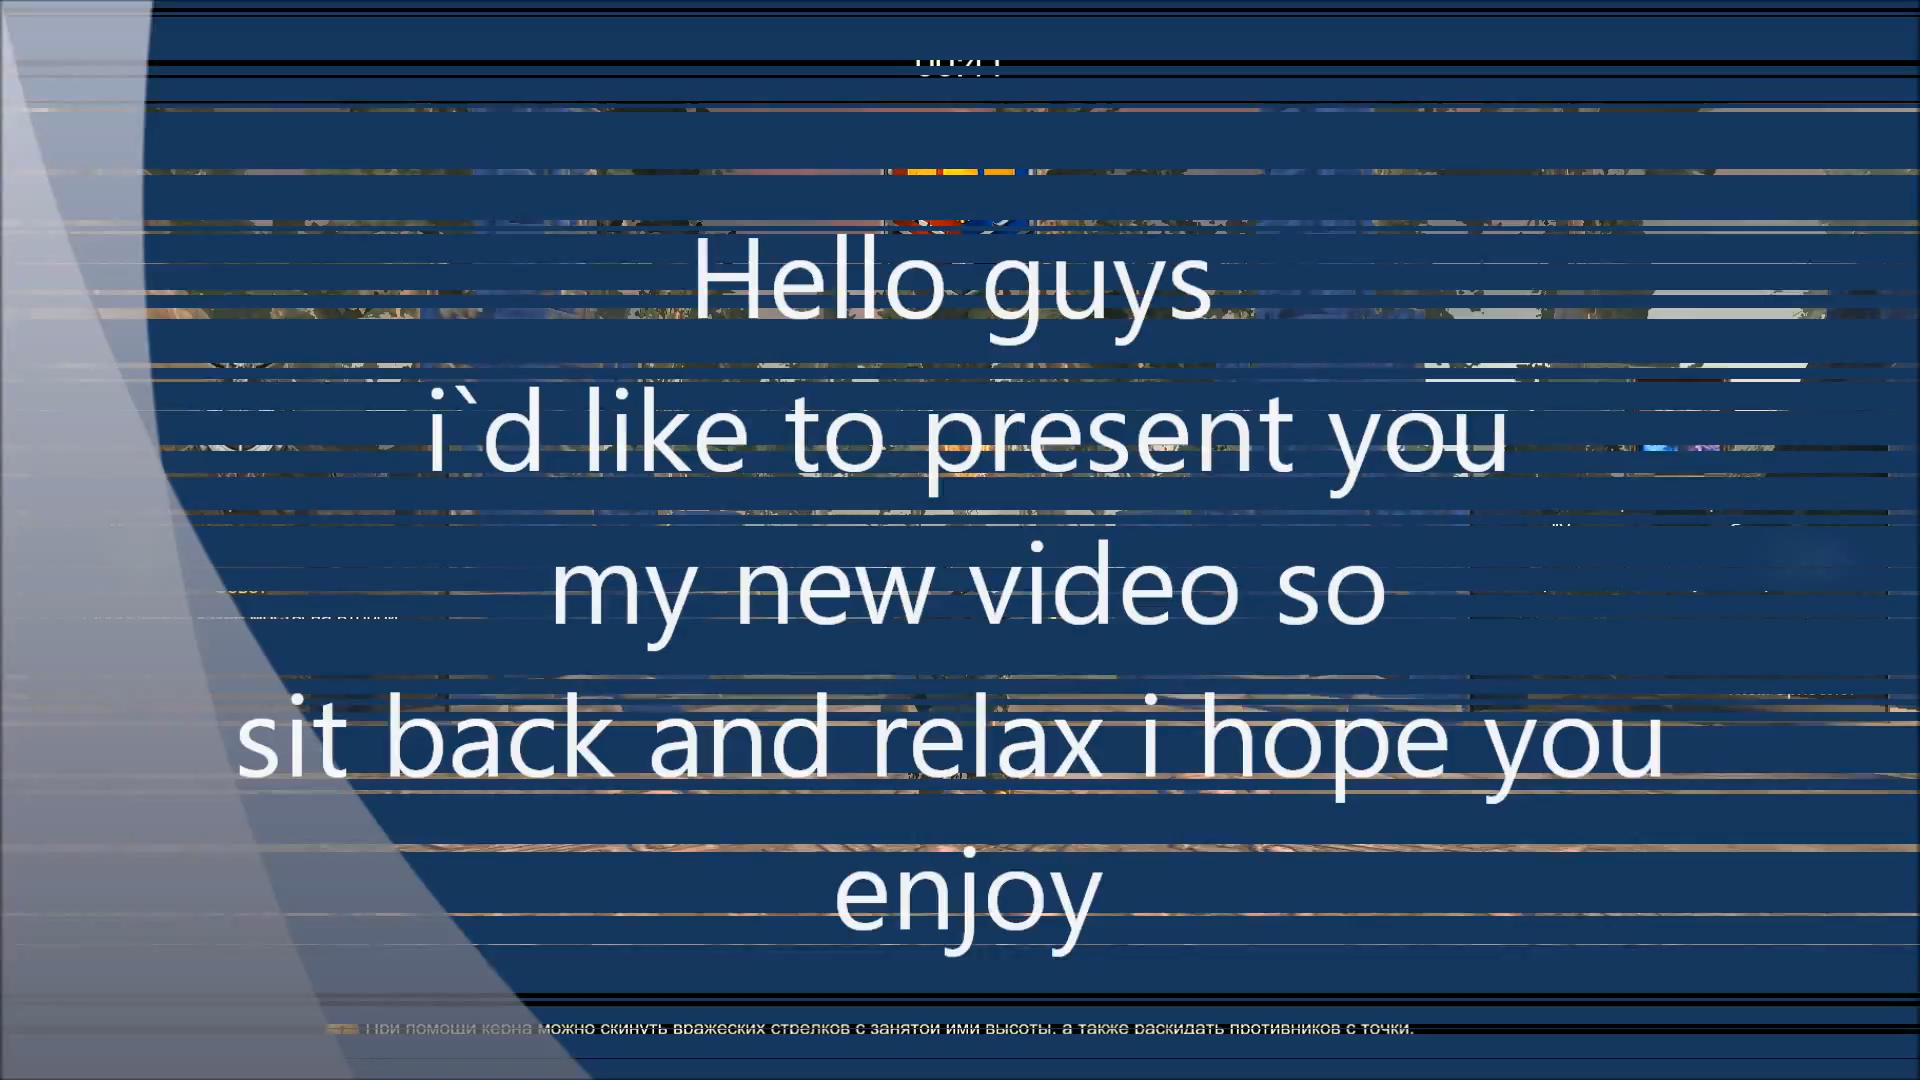 Hello guys
i`d like to present you
my new video so
sit back and relax i hope you
enjoy
При помощи керна можно скинуть вражеских стрелков с занятой ими высоты, а также раскидать противников с точки.